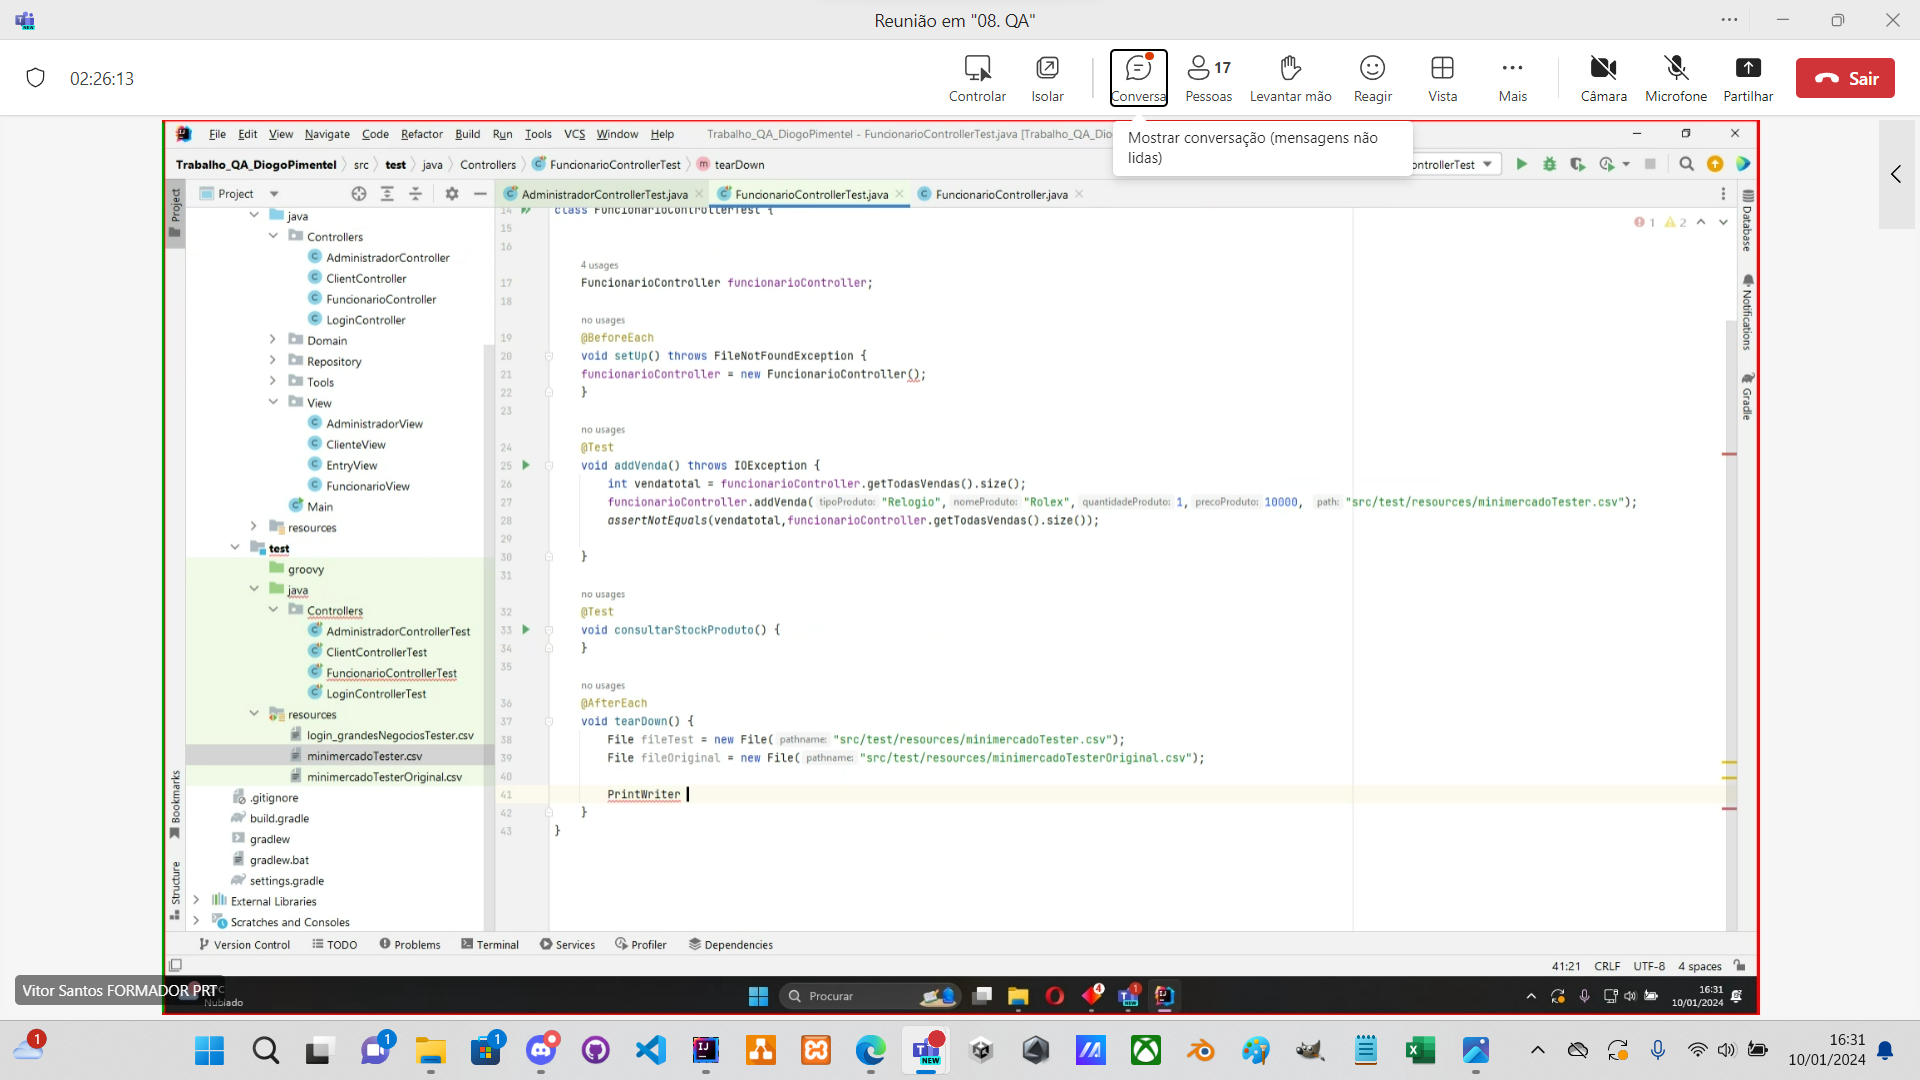 Reunião em "08. QA"
02:26:13
Controlar
Isolar
Conversa
17
Pessoas
Levantar mão
Reagir
Vista
Mais
Câmara
Microfone
Partilhar
Sair
Mostrar conversação (mensagens não
lidas)
File Edit View Navigate Code Refactor Build Run Tools VCS Window Help
Trabalho_QA_DiogoPimentel - FuncionarioControllerTest.java [Trabalho_QA_Dio
Trabalho_QA_DiogoPimentel src test java Controllers FuncionarioControllerTest tearDown
ontrollerTest
Project
AdministradorControllerTest.java
FuncionarioControllerTest.java
FuncionarioController.java
Project
Bookmarks
Structure
java
Controllers
AdministradorController
ClientController
FuncionarioController
LoginController
Domain
Repository
Tools
View
AdministradorView
ClienteView
EntryView
FuncionarioView
Main
resources
test
groovy
java
Controllers
AdministradorControllerTest
ClientControllerTest
FuncionarioControllerTest
LoginControllerTest
resources
login_grandesNegociosTester.csv
minimercadoTester.csv
minimercadoTesterOriginal.csv
.gitignore
build.gradle
gradlew
gradlew.bat
settings.gradle
External Libraries
Scratches and Consoles
1 2
14 class FuncionarioControllerTest {
15
16
4 usages
17 FuncionarioController funcionarioController;
18
no usages
19 @BeforeEach
20 void setUp() throws FileNotFoundException {
21 funcionarioController = new FuncionarioController();
22 }
23
no usages
24 @Test
25 void addVenda() throws IOException {
26 int vendatotal = funcionarioController.getTodasVendas().size();
27 funcionarioController.addVenda( tipoProduto: "Relogio", nomeProduto: "Rolex", quantidadeProduto: 1, precoProduto: 10000, path: "src/test/resources/minimercadoTester.csv");
28 assertNotEquals(vendatotal,funcionarioController.getTodasVendas().size());
29
30 }
31
no usages
32 @Test
33 void consultarStockProduto() {
34 }
35
no usages
36 @AfterEach
37 void tearDown() {
38 File fileTest = new File( pathname: "src/test/resources/minimercadoTester.csv");
39 File fileOriginal = new File( pathname: "src/test/resources/minimercadoTesterOriginal.csv");
40
41 PrintWriter
42 }
43 }
Database
Notifications
Gradle
Version Control TODO Problems Terminal Services Profiler Dependencies
41:21 CRLF UTF-8 4 spaces
Vitor Santos FORMADOR PRT
Nublado
Procurar
4
1
16:31
10/01/2024
1
1
1
NEW
16:31
10/01/2024